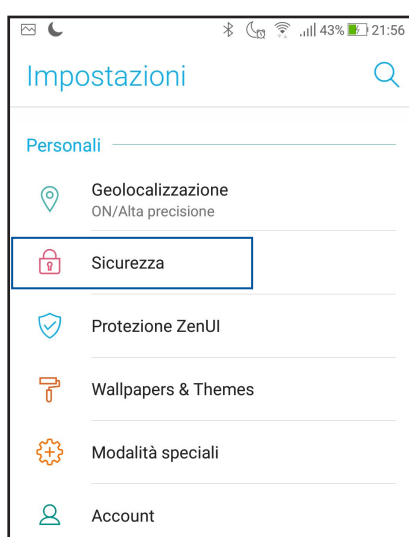 43% 21:56
Impostazioni
Personali
Geolocalizzazione
ON/Alta precisione
Sicurezza
Protezione ZenUI
Wallpapers & Themes
Modalità speciali
Account